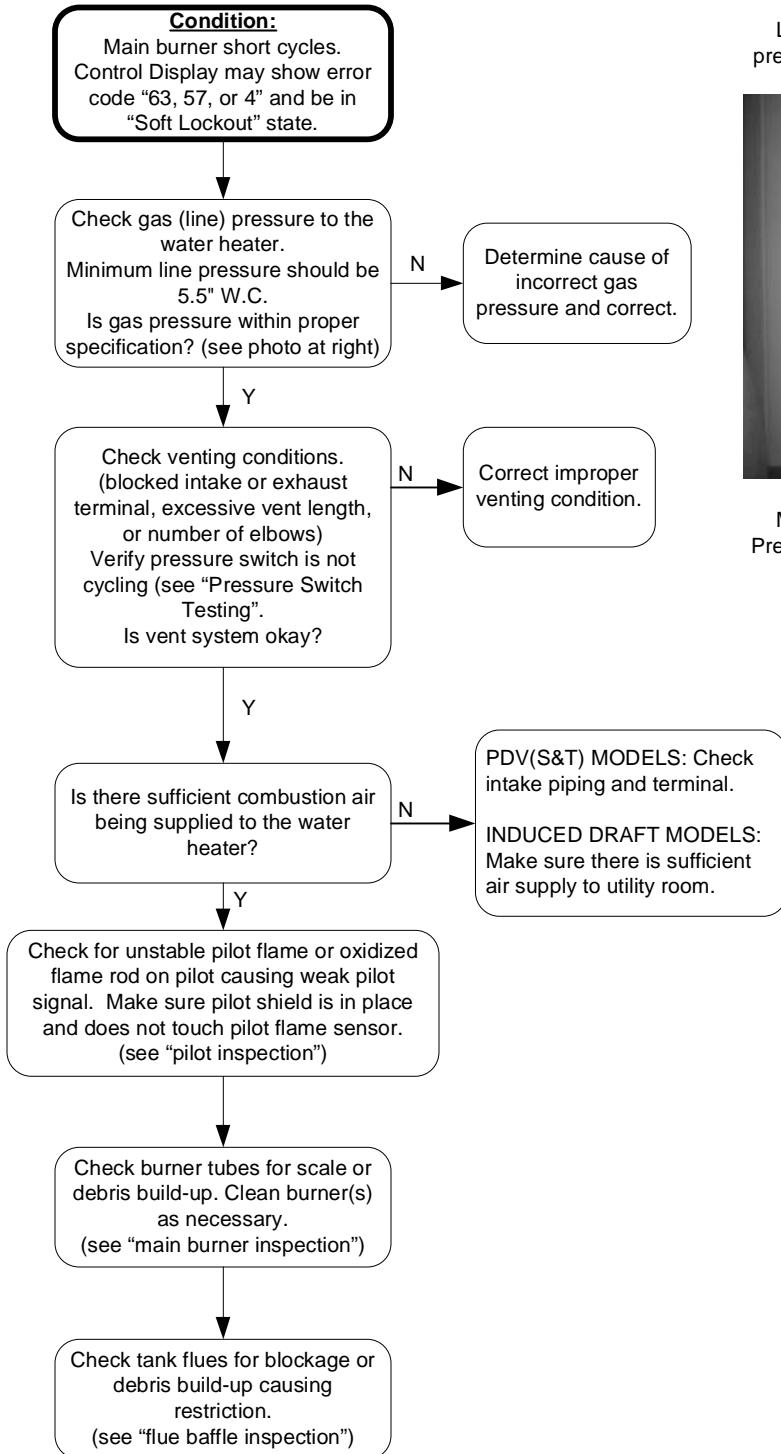 Condition:
Main burner short cycles.
Control Display may show error
code “63, 57, or 4” and be in
“Soft Lockout” state.
Check gas (line) pressure to the
water heater.
Minimum line pressure should be
5.5" W.C.
Is gas pressure within proper
specification? (see photo at right)
N
Determine cause of
incorrect gas
pressure and correct.
Y
Check venting conditions.
(blocked intake or exhaust
terminal, excessive vent length,
or number of elbows)
Verify pressure switch is not
cycling (see “Pressure Switch
Testing”.
Is vent system okay?
N
Correct improper
venting condition.
Y
Is there sufficient combustion air
being supplied to the water
heater?
N
PDV(S&T) MODELS: Check
intake piping and terminal.
INDUCED DRAFT MODELS:
Make sure there is sufficient
air supply to utility room.
Y
Check for unstable pilot flame or oxidized
flame rod on pilot causing weak pilot
signal.  Make sure pilot shield is in place
and does not touch pilot flame sensor.
(see “pilot inspection”)
Check burner tubes for scale or
debris build-up. Clean burner(s)
as necessary.
(see “main burner inspection”)
Check tank flues for blockage or
debris build-up causing
restriction.
(see “flue baffle inspection”)